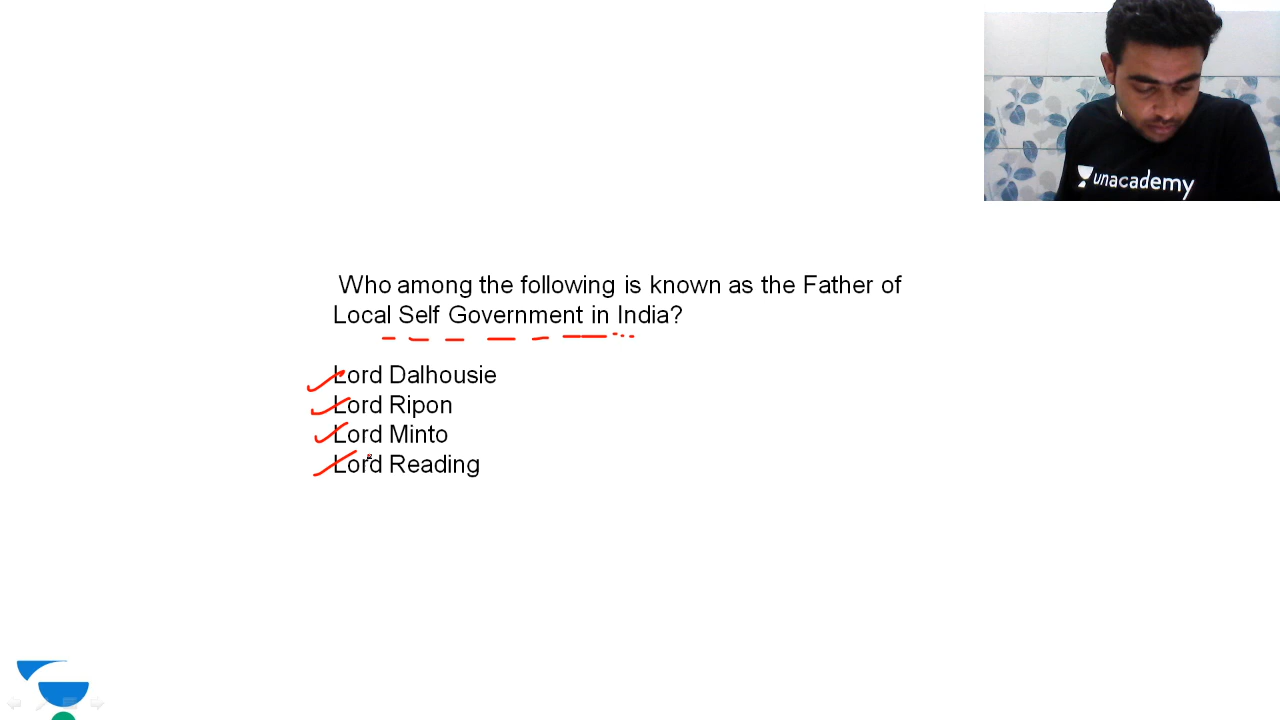 unacademy
Who among the following is known as the Father of
Local Self Government in India?
Lord Dalhousie
Lord Ripon
Lord Minto
Lord Reading